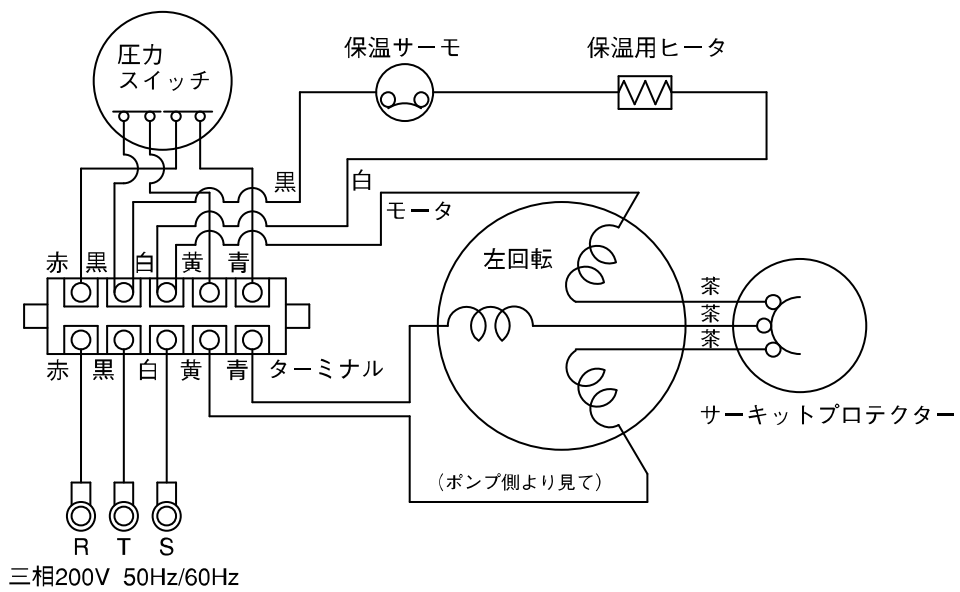 圧力
スイッチ
保温サーモ
保温用ヒータ
黒
白
モータ
左回転
赤 黒 白 黄 青
茶
茶
茶
赤 黒 白 黄 青 ターミナル
サーキットプロテクター
(ポンプ側より見て)
R T S
三相200V 50Hz/60Hz